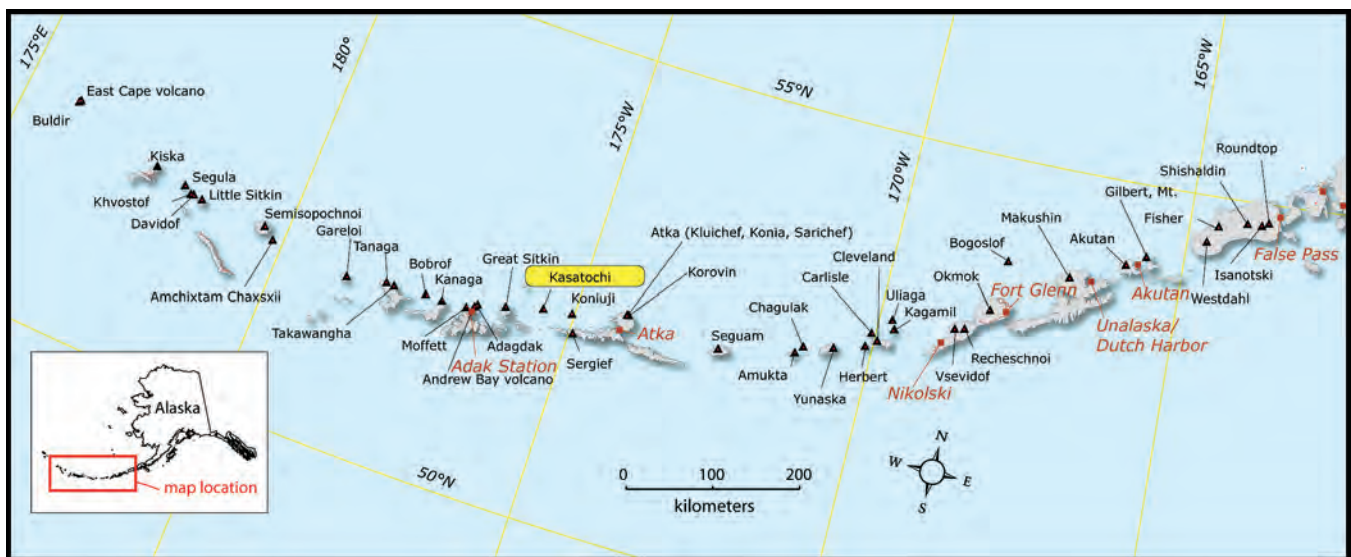 175°E
180°
175°W
55°N
170°W
165°W
East Cape volcano
Buldir
Kiska
Segula
Khvostof
Little Sitkin
Davidof
Semisopochnoi
Amchixtam Chaxsxii
Gareloi
Tanaga
Takawangha
Bobrof
Kanaga
Moffett
Adak Station
Andrew Bay volcano
Adagdak
Great Sitkin
Kasatochi
Koniuji
Sergief
Atka (Kluichef, Konia, Sarichef)
Korovin
Atka
Seguam
Chagulak
Amukta
Yunaska
Carlisle
Cleveland
Herbert
Uliaga
Kagamil
Nikolski
Vsevidof
Recheschnoi
Okmok
Bogoslof
Fort Glenn
Makushin
Unalaska/
Dutch Harbor
Akutan
Akutan
Gilbert, Mt.
Westdahl
Fisher
Shishaldin
Isanotski
Roundtop
False Pass
50°N
Alaska
map location
0 100 200
kilometers
N
W
E
S